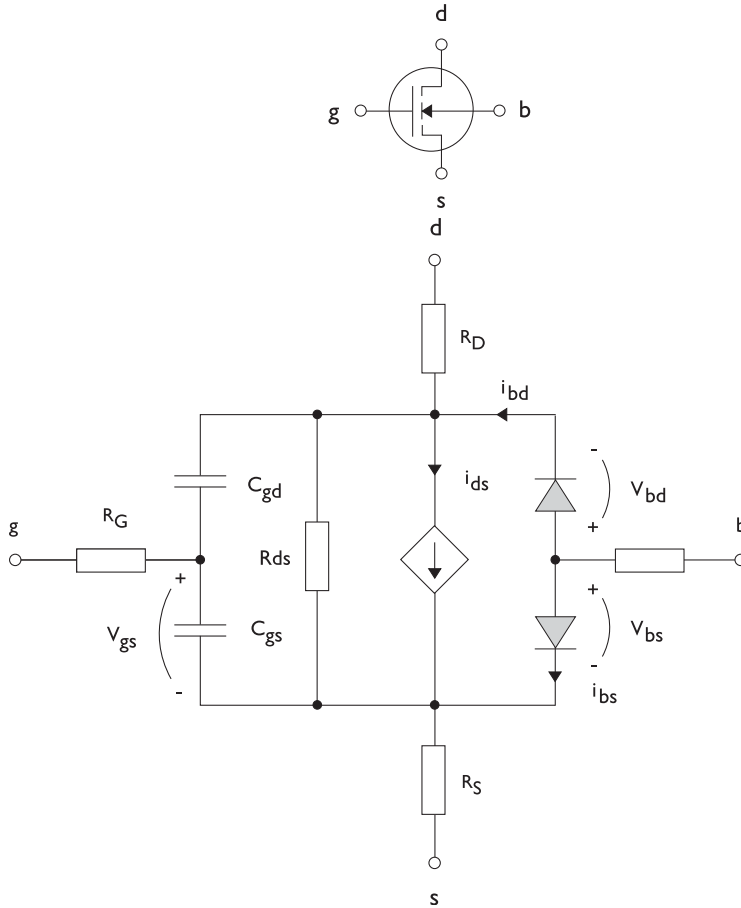 d
g
b
s
d
R_D
i_bd
-
C_gd
i_ds
V_bd
R_G
g
Rds
+
b
+
V_gs
C_gs
+
V_bs
-
-
i_bs
R_S
s